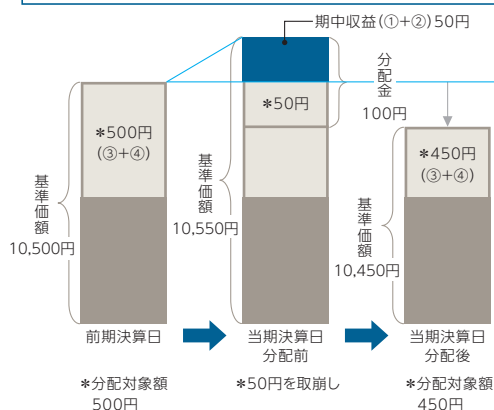 期中収益(①+②)50円
分配金
100円
*50円
*500円
(③+④)
*450円
(③+④)
基準価額
10,500円
基準価額
10,550円
基準価額
10,450円
前期決算日
当期決算日
分配前
当期決算日
分配後
*分配対象額
500円
*50円を取崩し
*分配対象額
450円